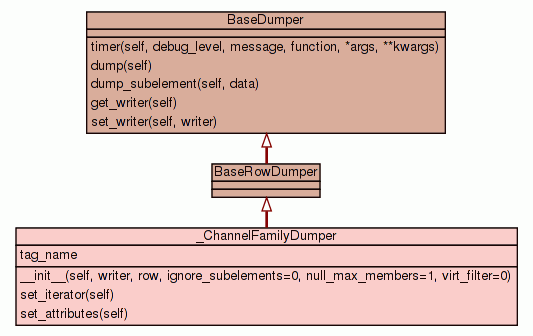 BaseDumper
timer(self, debug_level, message, function, *args, **kwargs)
dump(self)
dump_subelement(self, data)
get_writer(self)
set_writer(self, writer)
BaseRowDumper
_ChannelFamilyDumper
tag_name
__init__(self, writer, row, ignore_subelements=0, null_max_members=1, virt_filter=0)
set_iterator(self)
set_attributes(self)